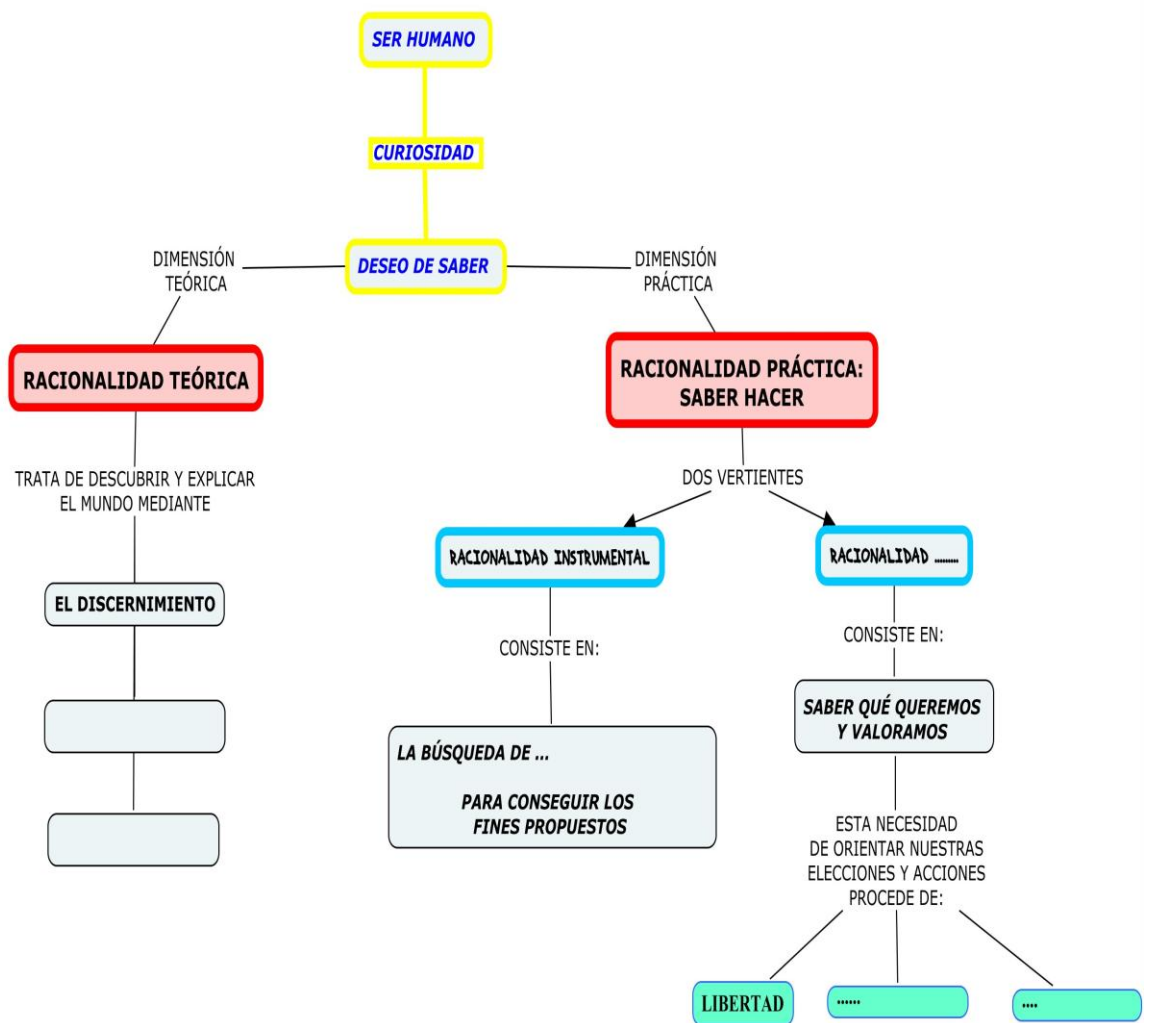 SER HUMANO
CURIOSIDAD
DESEO DE SABER
DIMENSIÓN
TEÓRICA
DIMENSIÓN
PRÁCTICA
RACIONALIDAD TEÓRICA
RACIONALIDAD PRÁCTICA:
SABER HACER
TRATA DE DESCUBRIR Y EXPLICAR
EL MUNDO MEDIANTE
DOS VERTIENTES
RACIONALIDAD INSTRUMENTAL
RACIONALIDAD ........
EL DISCERNIMIENTO
CONSISTE EN:
CONSISTE EN:
SABER QUÉ QUEREMOS
Y VALORAMOS
LA BÚSQUEDA DE ...
PARA CONSEGUIR LOS
FINES PROPUESTOS
ESTA NECESIDAD
DE ORIENTAR NUESTRAS
ELECCIONES Y ACCIONES
PROCEDE DE:
LIBERTAD
......
....